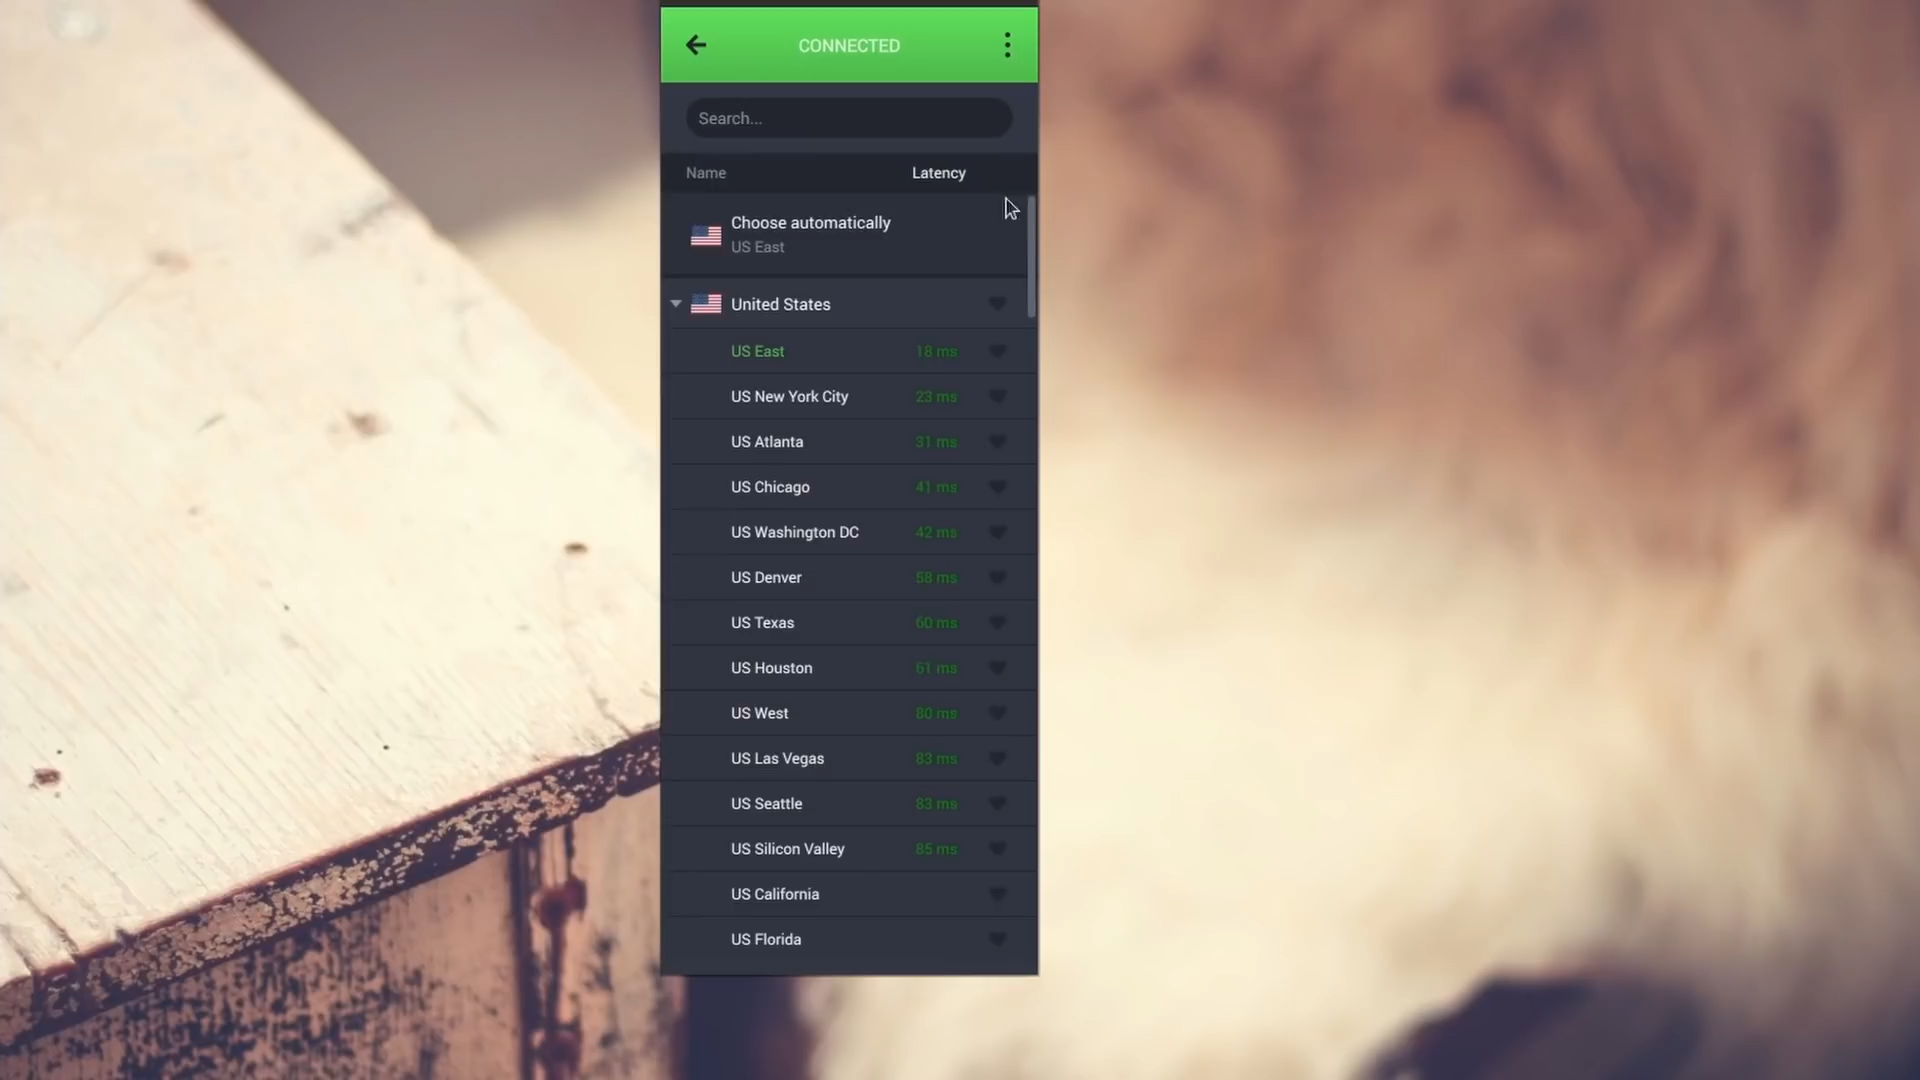 CONNECTED
Search...
Name Latency
Choose automatically
US East
United States
US East 18 ms
US New York City 23 ms
US Atlanta 31 ms
US Chicago 41 ms
US Washington DC 42 ms
US Denver 58 ms
US Texas 60 ms
US Houston 61 ms
US West 80 ms
US Las Vegas 83 ms
US Seattle 83 ms
US Silicon Valley 85 ms
US California
US Florida